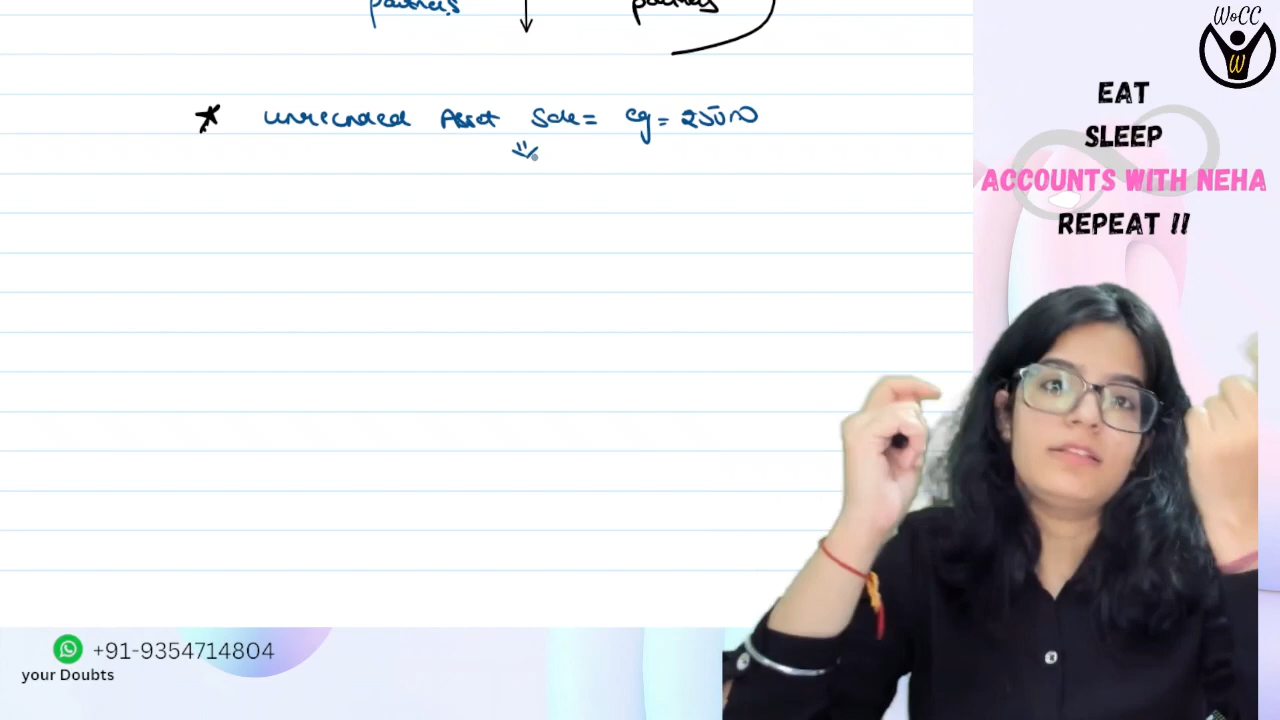 partners
partners
unrecorded Asset Sale = eg = 25000
WoCC
W
EAT
SLEEP
ACCOUNTS WITH NEHA
REPEAT !!
+91-9354714804
your Doubts